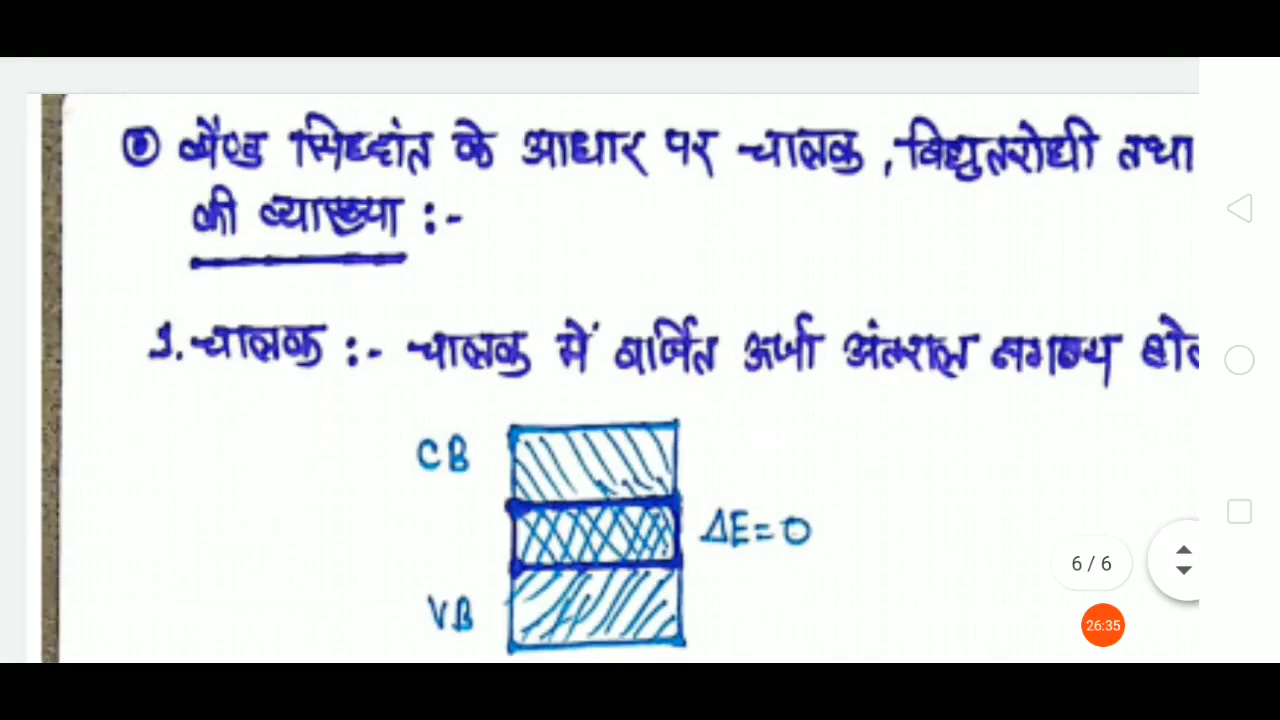 बैण्ड सिध्दांत के आधार पर चालक , विद्युतरोधी तथा
की व्याख्या :-
1. चालक :- चालक में वर्जित ऊर्जा अंतराल नगण्य
CB
ΔE=0
VB
6 / 6
26:35